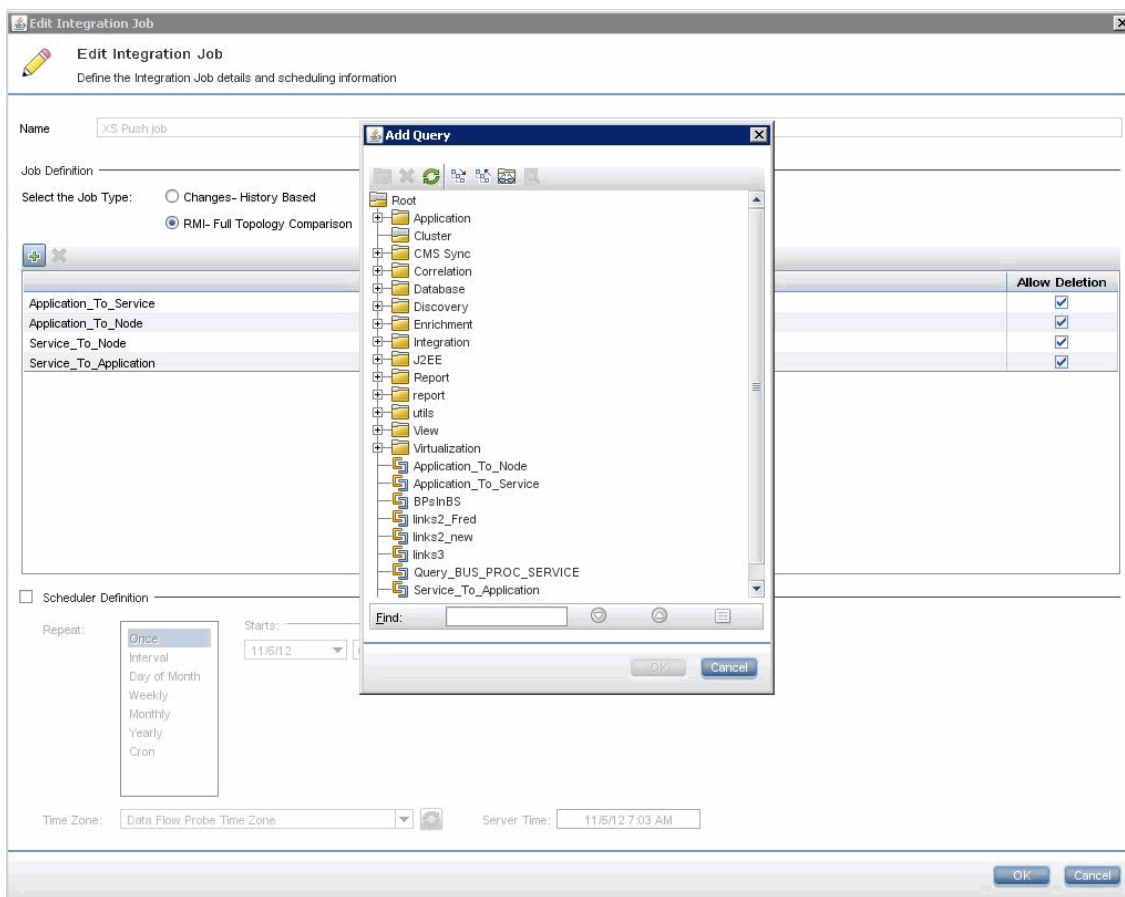 Edit Integration Job
Edit Integration Job
Define the Integration Job details and scheduling information
Name XS Push job
Job Definition
Select the Job Type: Changes- History Based
RMI- Full Topology Comparison
Allow Deletion
Application_To_Service
Application_To_Node
Service_To_Node
Service_To_Application
Add Query
Root
Application
Cluster
CMS Sync
Correlation
Database
Discovery
Enrichment
Integration
J2EE
Report
report
utils
View
Virtualization
Application_To_Node
Application_To_Service
BPsInBS
links2_Fred
links2_new
links3
Query_BUS_PROC_SERVICE
Service_To_Application
Find:
OK Cancel
Scheduler Definition
Repeat: Once
Interval
Day of Month
Weekly
Monthly
Yearly
Cron
Starts:
11/5/12
Time Zone: Data Flow Probe Time Zone Server Time: 11/5/12 7:03 AM
OK Cancel